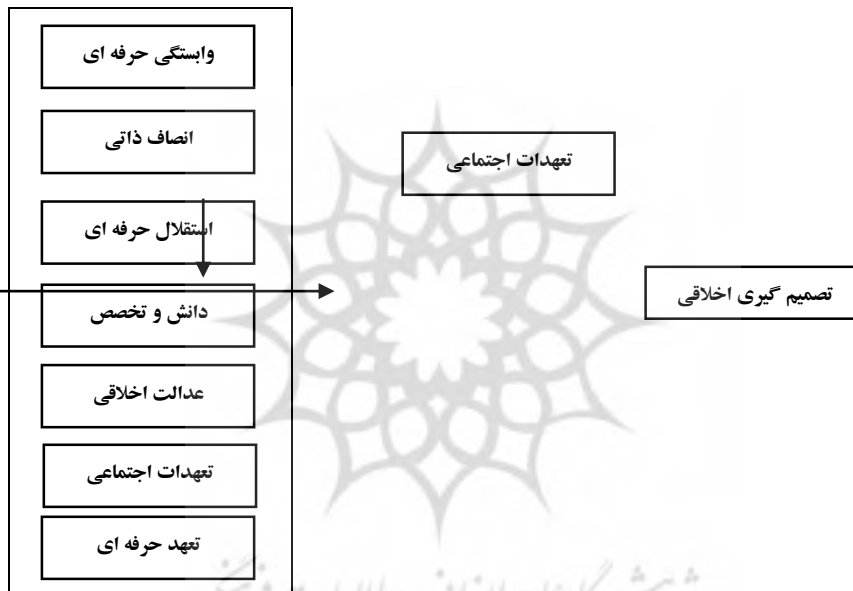 وابستگی حرفه ای
انصاف ذاتی
تعهدات اجتماعی
استقلال حرفه ای
تصمیم گیری اخلاقی
دانش و تخصص
عدالت اخلاقی
تعهدات اجتماعی
تعهد حرفه ای